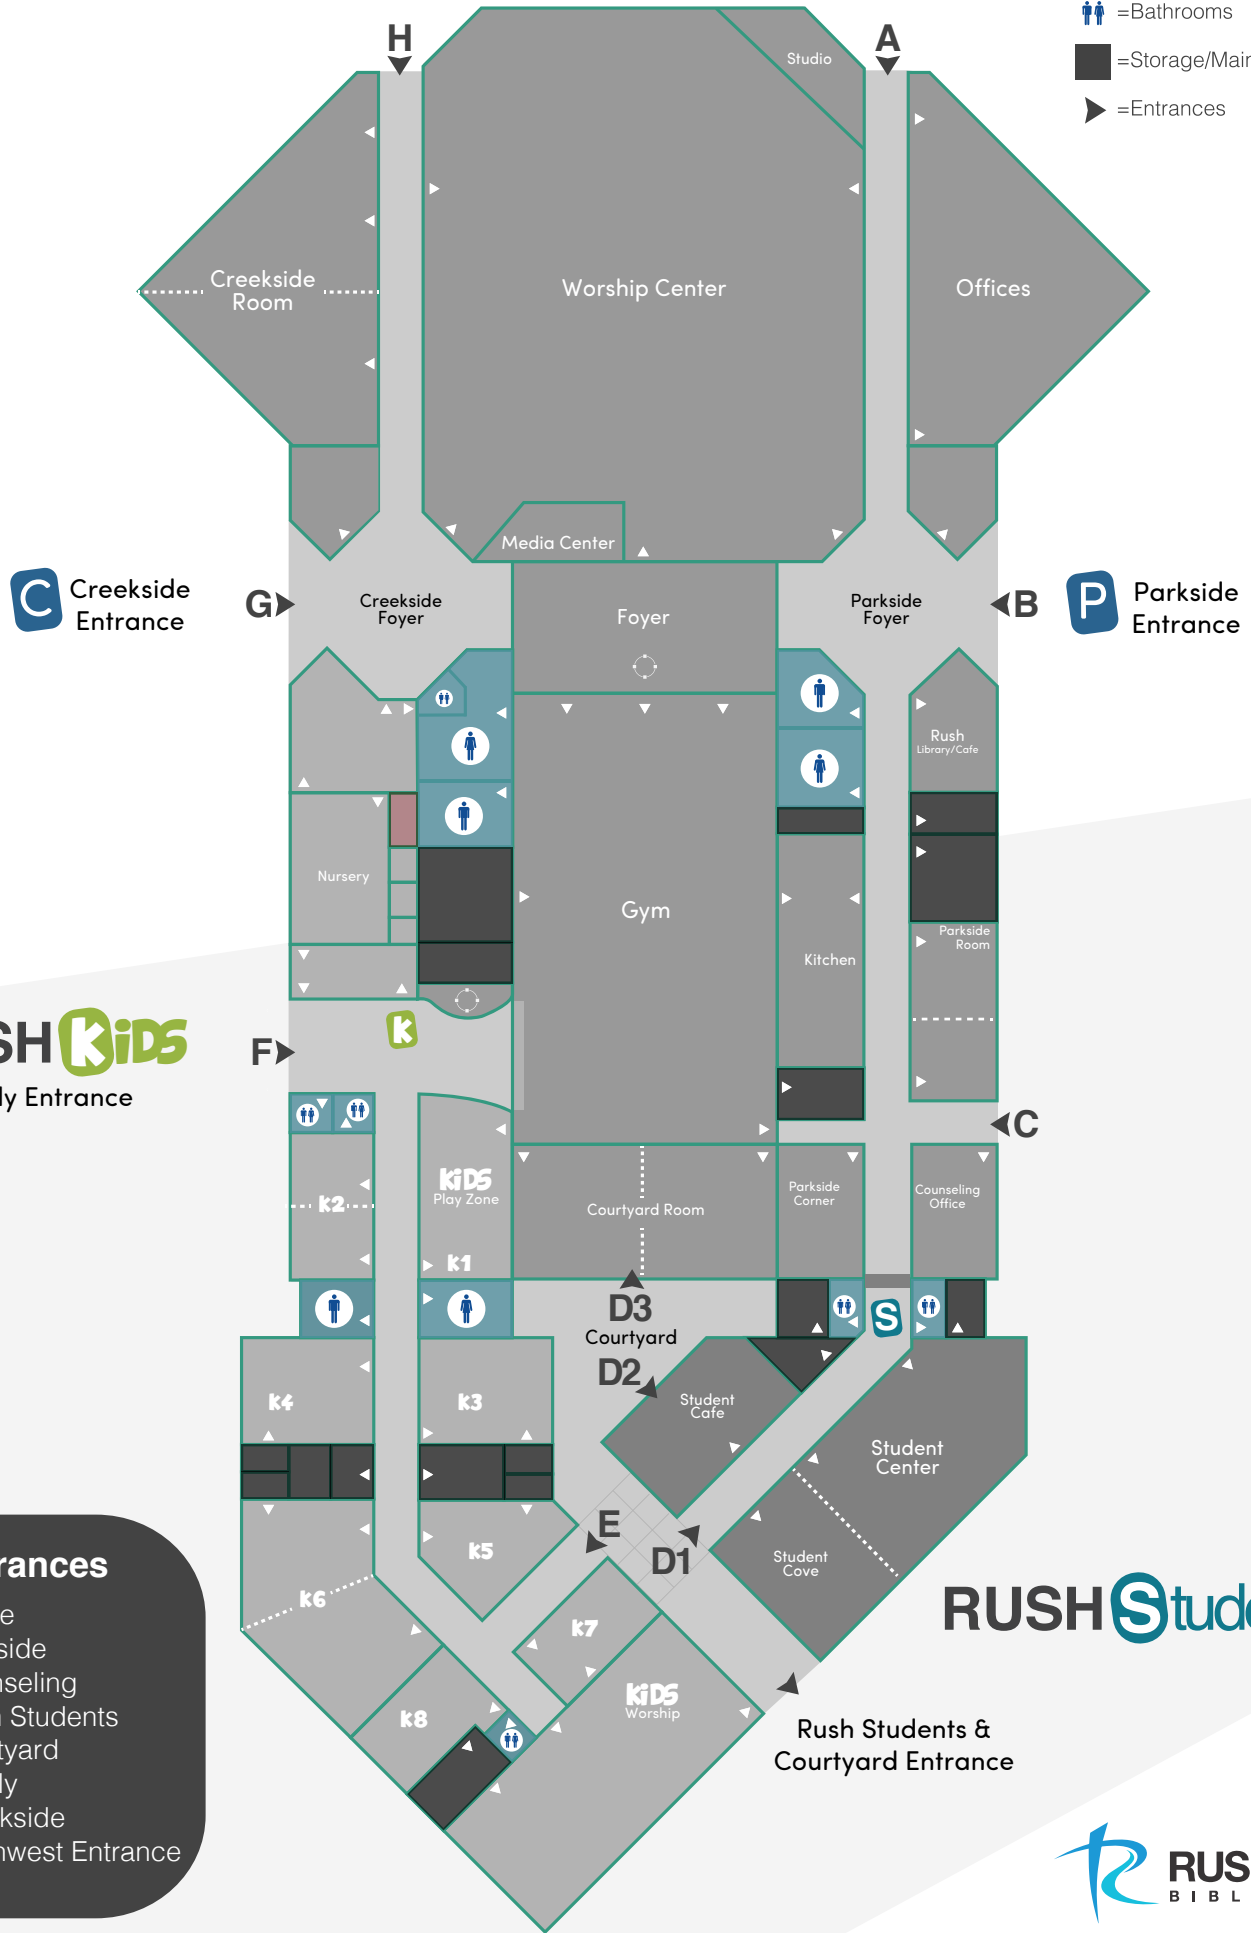 =Bathrooms
H
A
Studio
=Storage/Main
=Entrances
Creekside
Room
Worship Center
Offices
Media Center
C
Creekside
Entrance
G
Creekside
Foyer
Foyer
Parkside
Foyer
B
P
Parkside
Entrance
Rush
Library/Cafe
Nursery
Gym
Kitchen
Parkside
Room
SH KiDS
K
F
ly Entrance
C
KiDS
Play Zone
K2
Parkside
Corner
Counseling
Office
Courtyard Room
K1
D3
Courtyard
S
D2
K4
K3
Student
Cafe
Student
Center
E
D1
K5
Student
Cove
rances
K6
RUSH Stude
e
K7
side
KiDS
Worship
nseling
Students
K8
Rush Students &
Courtyard Entrance
tyard
ly
kside
hwest Entrance
RUS
BIBL